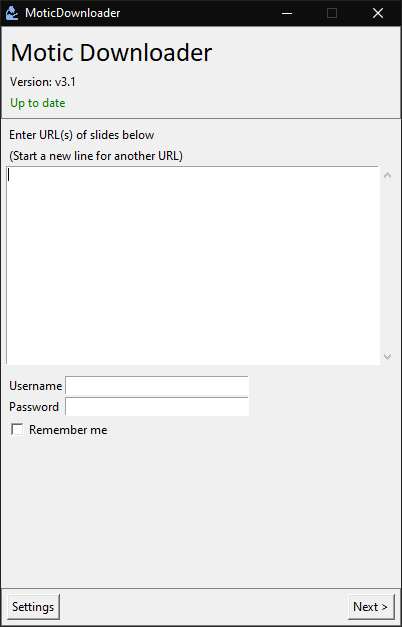 MoticDownloader
Motic Downloader
Version: v3.1
Up to date
Enter URL(s) of slides below
(Start a new line for another URL)
Username
Password
Remember me
Settings
Next >